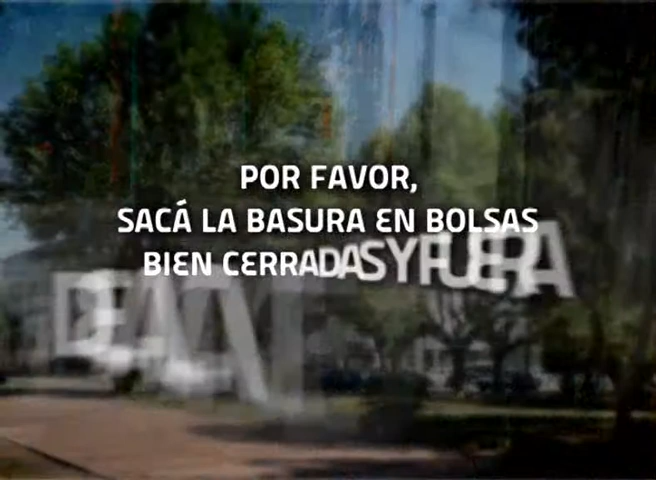 POR FAVOR,
SACÁ LA BASURA EN BOLSAS
BIEN CERRADAS Y FUERA